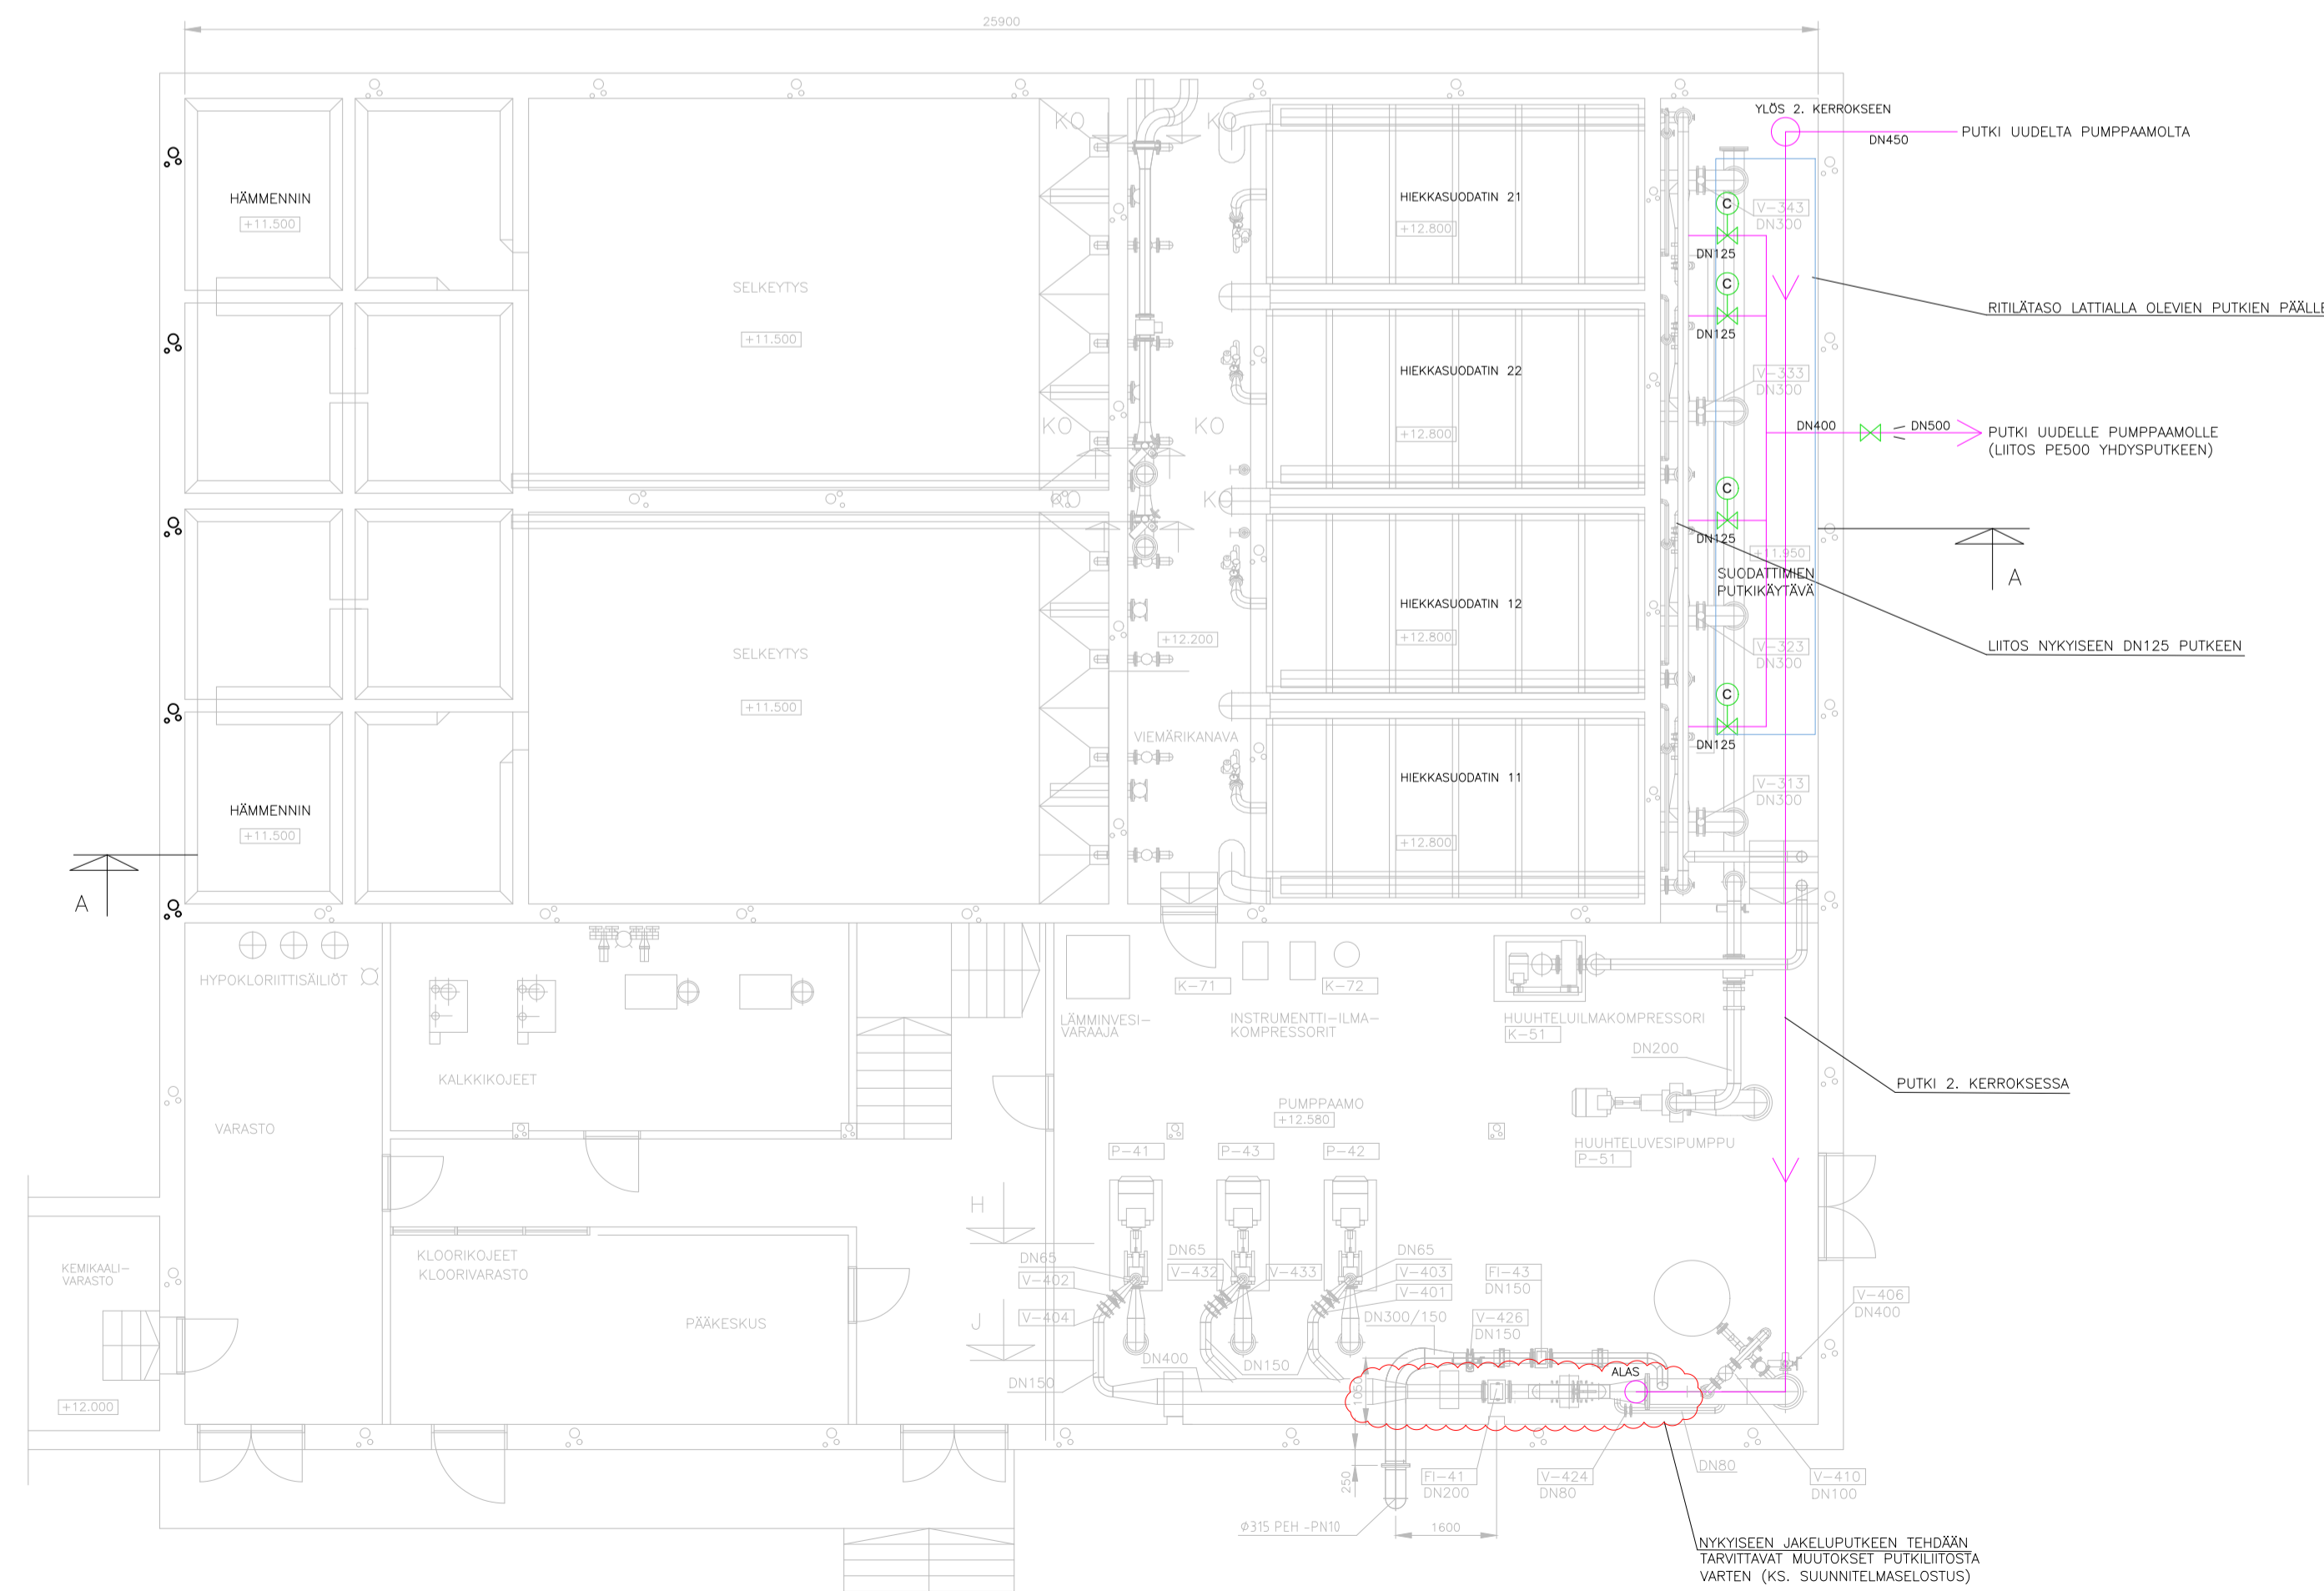 25900
YLÖS 2. KERROKSEEN
PUTKI UUDELTA PUMPPAAMOLTA
DN450
KO
HÄMMENNIN
+11.500
HIEKKASUODATIN 21
+12.800
C
V-343
DN300
DN125
SELKEYTYS
+11.500
C
RITILÄTASO LATTIALLA OLEVIEN PUTKIEN PÄÄLLE
DN125
HIEKKASUODATIN 22
V-333
DN300
KO
KO
+12.800
DN400
DN500
PUTKI UUDELLE PUMPPAAMOLLE
(LIITOS PE500 YHDYSPUTKEEN)
C
KO
KO
DN125
+11.950
A
SUODATTIMIEN
PUTKIKÄYTÄVÄ
HIEKKASUODATIN 12
+12.800
+12.200
SELKEYTYS
+11.500
V-323
DN300
LIITOS NYKYISEEN DN125 PUTKEEN
C
VIEMÄRIKANAVA
DN125
HIEKKASUODATIN 11
+12.800
V-313
DN300
HÄMMENNIN
+11.500
A
HYPOKLORIITTISÄILIÖT
K-71
K-72
LÄMMINVESI-
VARAAJA
INSTRUMENTTI-ILMA-
KOMPRESSORIT
HUUHTELUILMAKOMPRESSORI
K-51
DN200
KALKKIKOJEET
PUTKI 2. KERROKSESSA
PUMPPAAMO
+12.580
VARASTO
P-41
P-43
P-42
HUUHTELUVESIPUMPPU
P-51
H
KLOORIKOJEET
KLOORIVARASTO
KEMIKAALI-
VARASTO
DN65
V-402
DN65
V-432
V-433
DN65
V-403
V-401
FI-43
DN150
V-406
DN400
V-404
J
PÄÄKESKUS
DN300/150
V-426
DN150
DN400
DN150
DN150
1050
ALAS
+12.000
250
FI-41
DN200
V-424
DN80
DN80
V-410
DN100
φ315 PEH -PN10
1600
NYKYISEEN JAKELUPUTKEEN TEHDÄÄN
TARVITTAVAT MUUTOKSET PUTKILIITOSTA
VARTEN (KS. SUUNNITELMASELOSTUS)